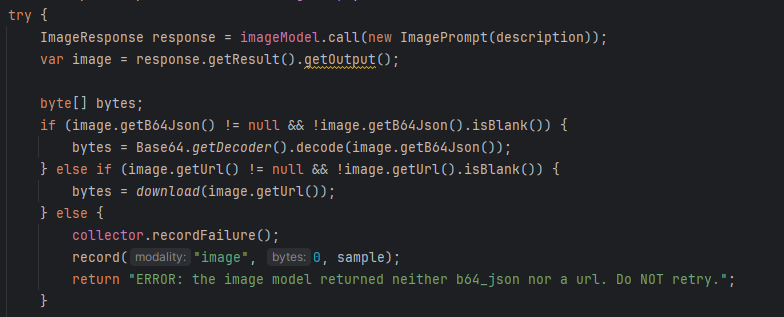 try {
    ImageResponse response = imageModel.call(new ImagePrompt(description));
    var image = response.getResult().getOutput();

    byte[] bytes;
    if (image.getB64Json() != null && !image.getB64Json().isBlank()) {
        bytes = Base64.getDecoder().decode(image.getB64Json());
    } else if (image.getUrl() != null && !image.getUrl().isBlank()) {
        bytes = download(image.getUrl());
    } else {
        collector.recordFailure();
        record( modality: "image", bytes: 0, sample);
        return "ERROR: the image model returned neither b64_json nor a url. Do NOT retry.";
    }